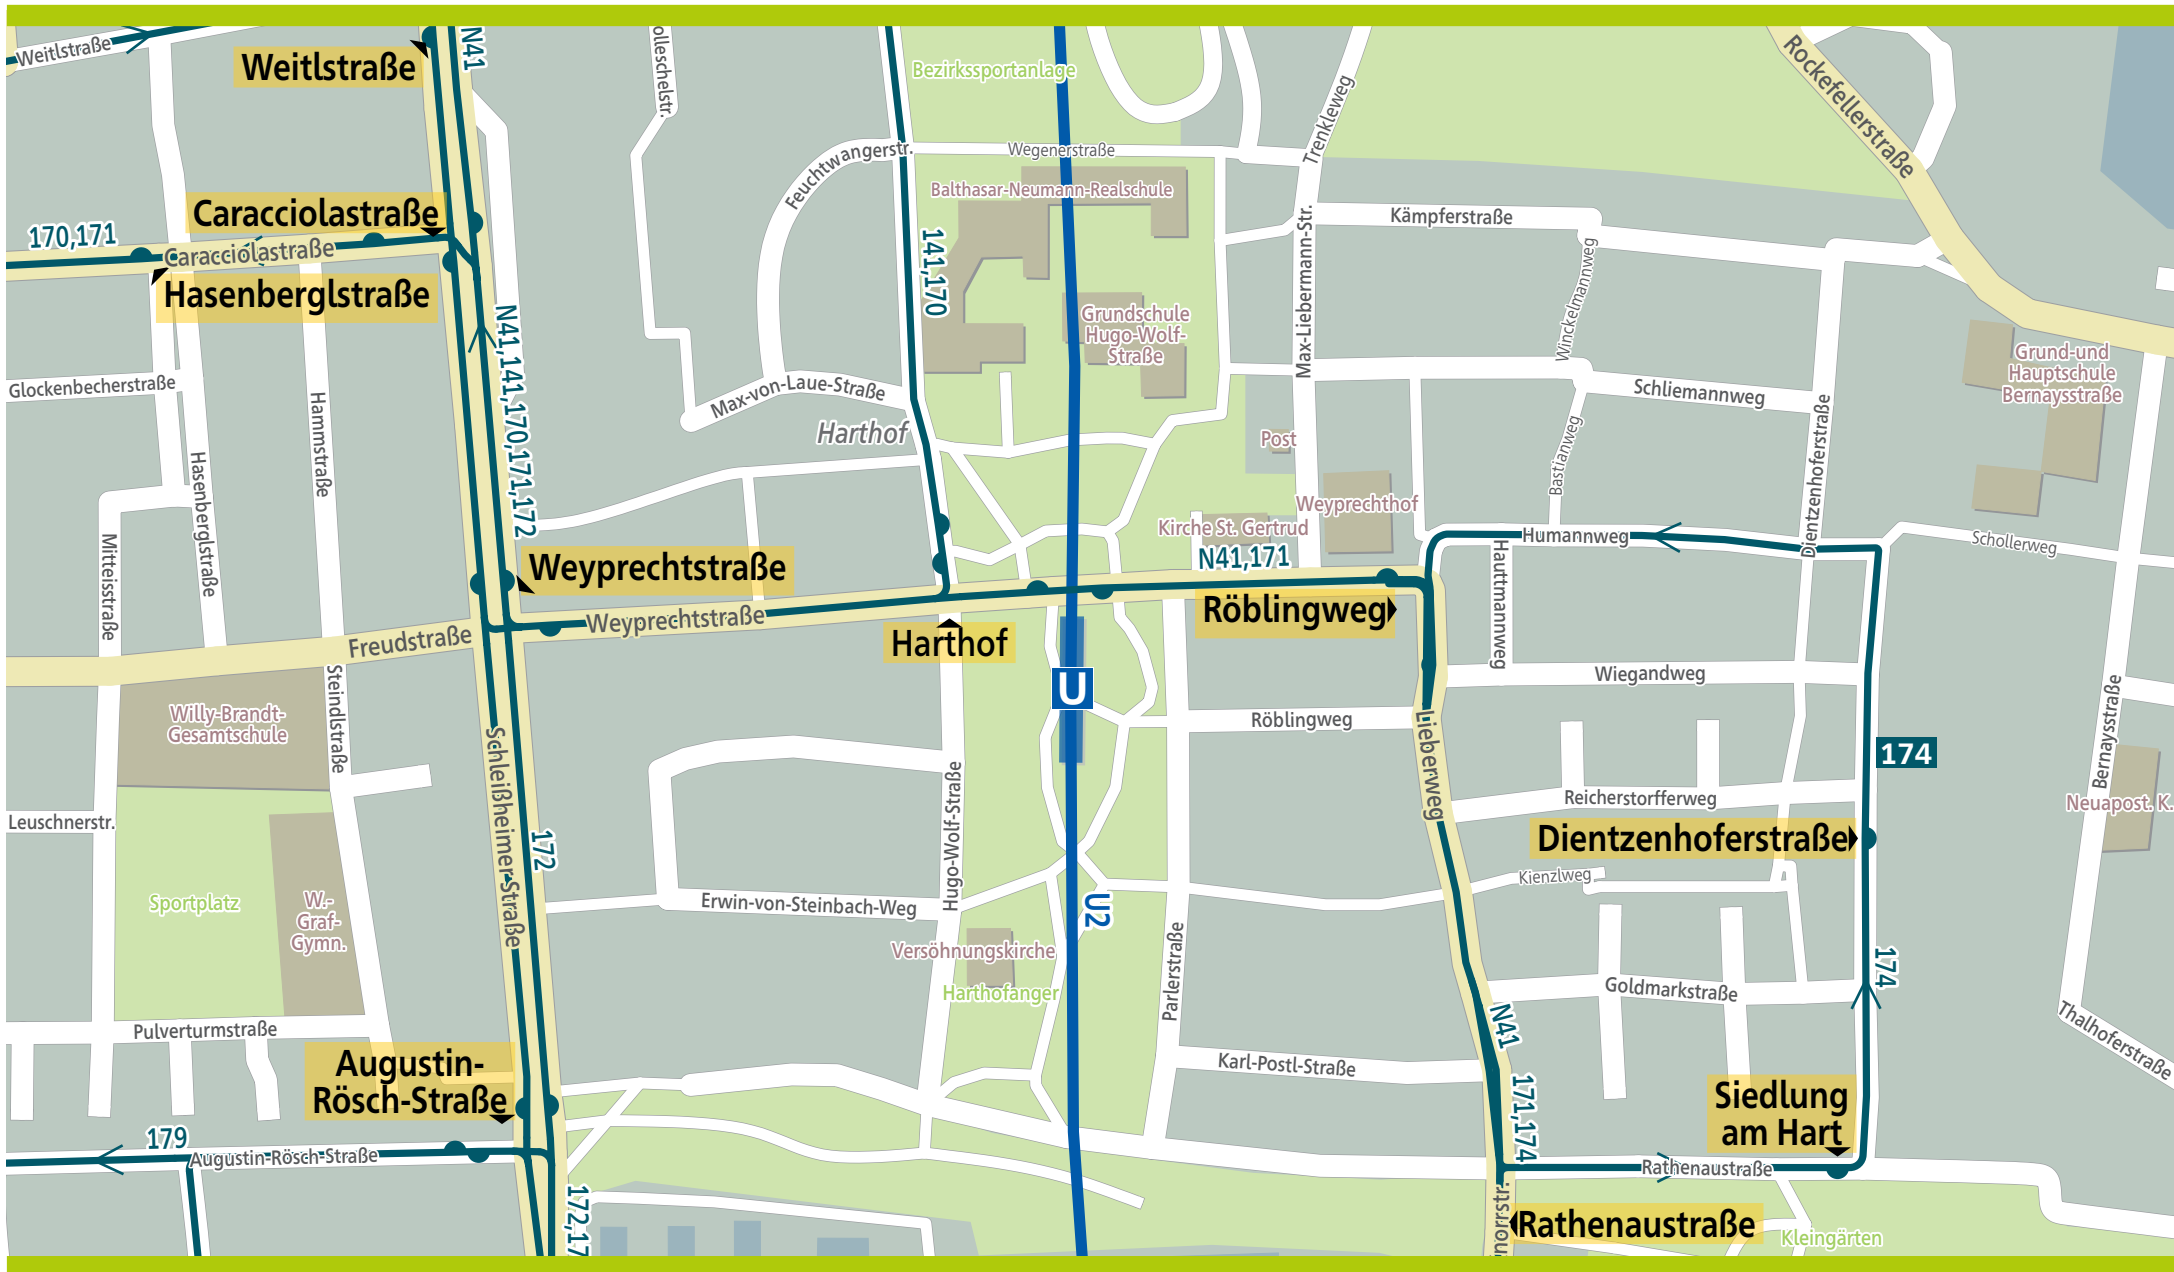 Weitlstraße
Weitlstraße
N41
olleschelstr.
Bezirkssportanlage
Rockefellerstraße
Trenkleweg
Feuchtwangerstr.
Wegenerstraße
Balthasar-Neumann-Realschule
Caracciolastraße
170,171
Caracciolastraße
Hasenberglstraße
141,170
Max-Liebermann-Str.
Kämpferstraße
Winckelmannweg
N41,141,170,171,172
Grundschule
Hugo-Wolf-
Straße
Grund-und
Hauptschule
Bernaysstraße
Glockenbecherstraße
Hammstraße
Max-von-Laue-Straße
Schliemannweg
Dientzenhoferstraße
Harthof
Post
Bastianweg
Hasenberglstraße
Weyprechthof
Kirche St. Gertrud
Mitteisstraße
Humannweg
Schollerweg
N41,171
Hauttmannweg
Weyprechtstraße
Röblingweg
Weyprechtstraße
Freudstraße
Harthof
Steindlstraße
Wiegandweg
U
Willy-Brandt-
Gesamtschule
Röblingweg
Lieberweg
Bernaysstraße
174
Schleißheimer Straße
Hugo-Wolf-Straße
Reicherstorfferweg
Neuapost. K.
Leuschnerstr.
172
Dientzenhoferstraße
Kienzlweg
Sportplatz
W.-
Graf-
Gymn.
Erwin-von-Steinbach-Weg
U2
Versöhnungskirche
Parlerstraße
174
Harthofanger
Goldmarkstraße
Pulverturmstraße
N41
Thalhoferstraße
Karl-Postl-Straße
Augustin-
Rösch-Straße
171,174
Siedlung
am Hart
179
Augustin-Rösch-Straße
Rathenaustraße
172,17
norrstr.
Rathenaustraße
Kleingärten